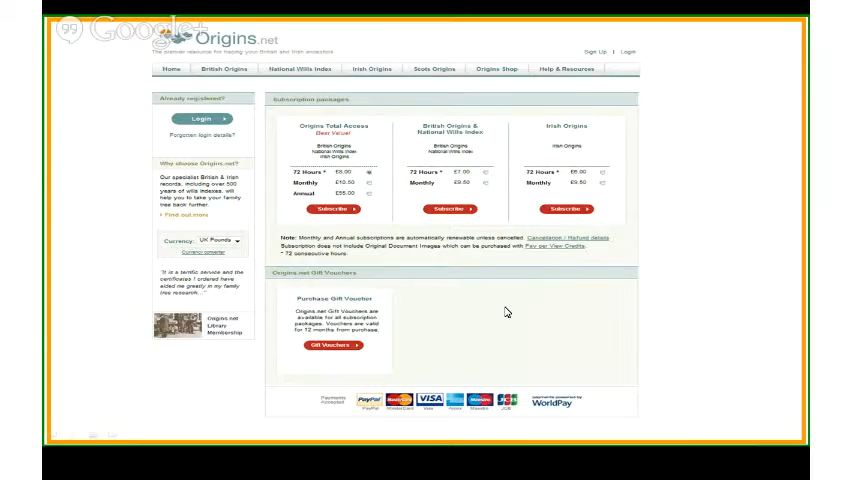 Google+
Origins.net
The premier resource for tracing your British and Irish ancestors
Sign Up | Login
Home British Origins National Wills Index Irish Origins Scots Origins Origins Shop Help & Resources
Already registered?
Login
Forgotten login details?
Why choose Origins.net?
Our specialist British & Irish
records, including over 500
years of wills indexes, will
help you to take your family
tree back further.
Find out more
Currency: UK Pounds
Currency converter
"It is a terrific service and the
certificates I ordered have
aided me greatly in my family
tree research..."
Origins.net
Library
Membership
Subscription packages
Origins Total Access
Best Value!
British Origins
National Wills Index
Irish Origins
72 Hours * £8.00
Monthly £10.50
Annual £55.00
Subscribe
British Origins &
National Wills Index
British Origins
National Wills Index
72 Hours * £7.00
Monthly £9.50
Subscribe
Irish Origins
Irish Origins
72 Hours * £6.00
Monthly £9.50
Subscribe
Note: Monthly and Annual subscriptions are automatically renewable unless cancelled. Cancellation / Refund details
Subscription does not include Original Document Images which can be purchased with Pay per View Credits.
* 72 consecutive hours.
Origins.net Gift Vouchers
Purchase Gift Voucher
Origins.net Gift Vouchers are
available for all subscription
packages. Vouchers are valid
for 12 months from purchase.
Gift Vouchers
Payments
Accepted
PayPal MasterCard VISA Maestro JCB
PayPal MasterCard Visa Amex Maestro JCB
payments powered by
WorldPay